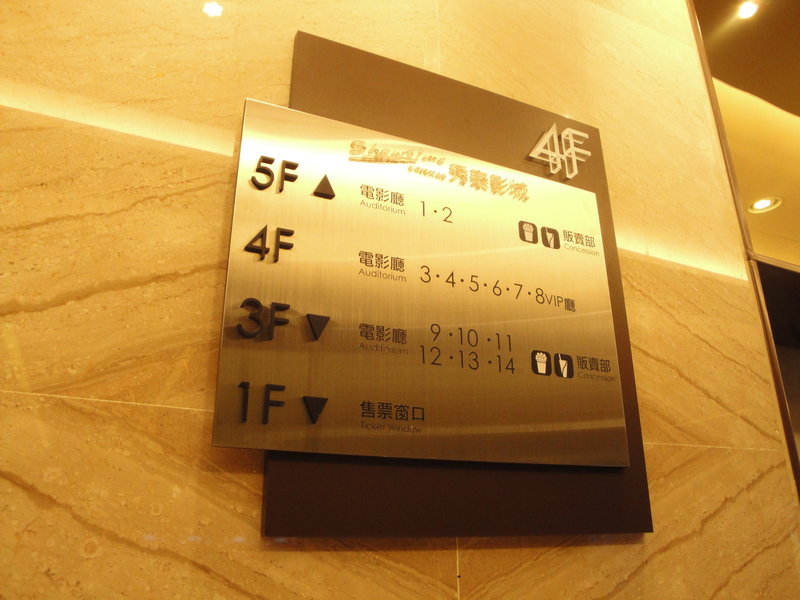 4F
ShowTime
cinemas 秀泰影城
5F ▲ 電影廳 1·2
Auditorium
販賣部
Concession
4F 電影廳 3·4·5·6·7·8VIP廳
Auditorium
3F ▼ 電影廳 9·10·11
Auditorium 12·13·14
販賣部
Concession
1F ▼ 售票窗口
Ticket Window